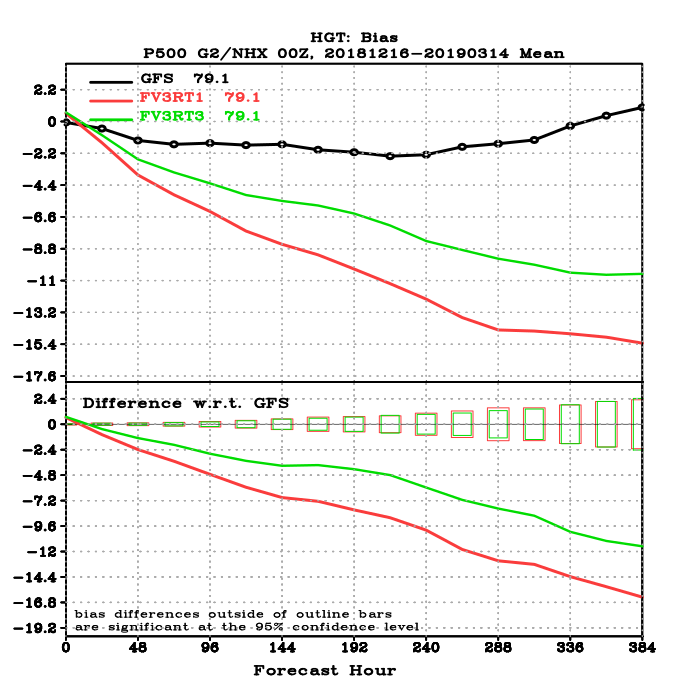 HGT: Bias
P500 G2/NHX 00Z, 20181216-20190314 Mean
GFS 79.1
FV3RT1 79.1
FV3RT3 79.1
2.2
0
-2.2
-4.4
-6.6
-8.8
-11
-13.2
-15.4
-17.6
Difference w.r.t. GFS
2.4
0
-2.4
-4.8
-7.2
-9.6
-12
-14.4
-16.8
-19.2
bias differences outside of outline bars
are significant at the 95% confidence level
0 48 96 144 192 240 288 336 384
Forecast Hour